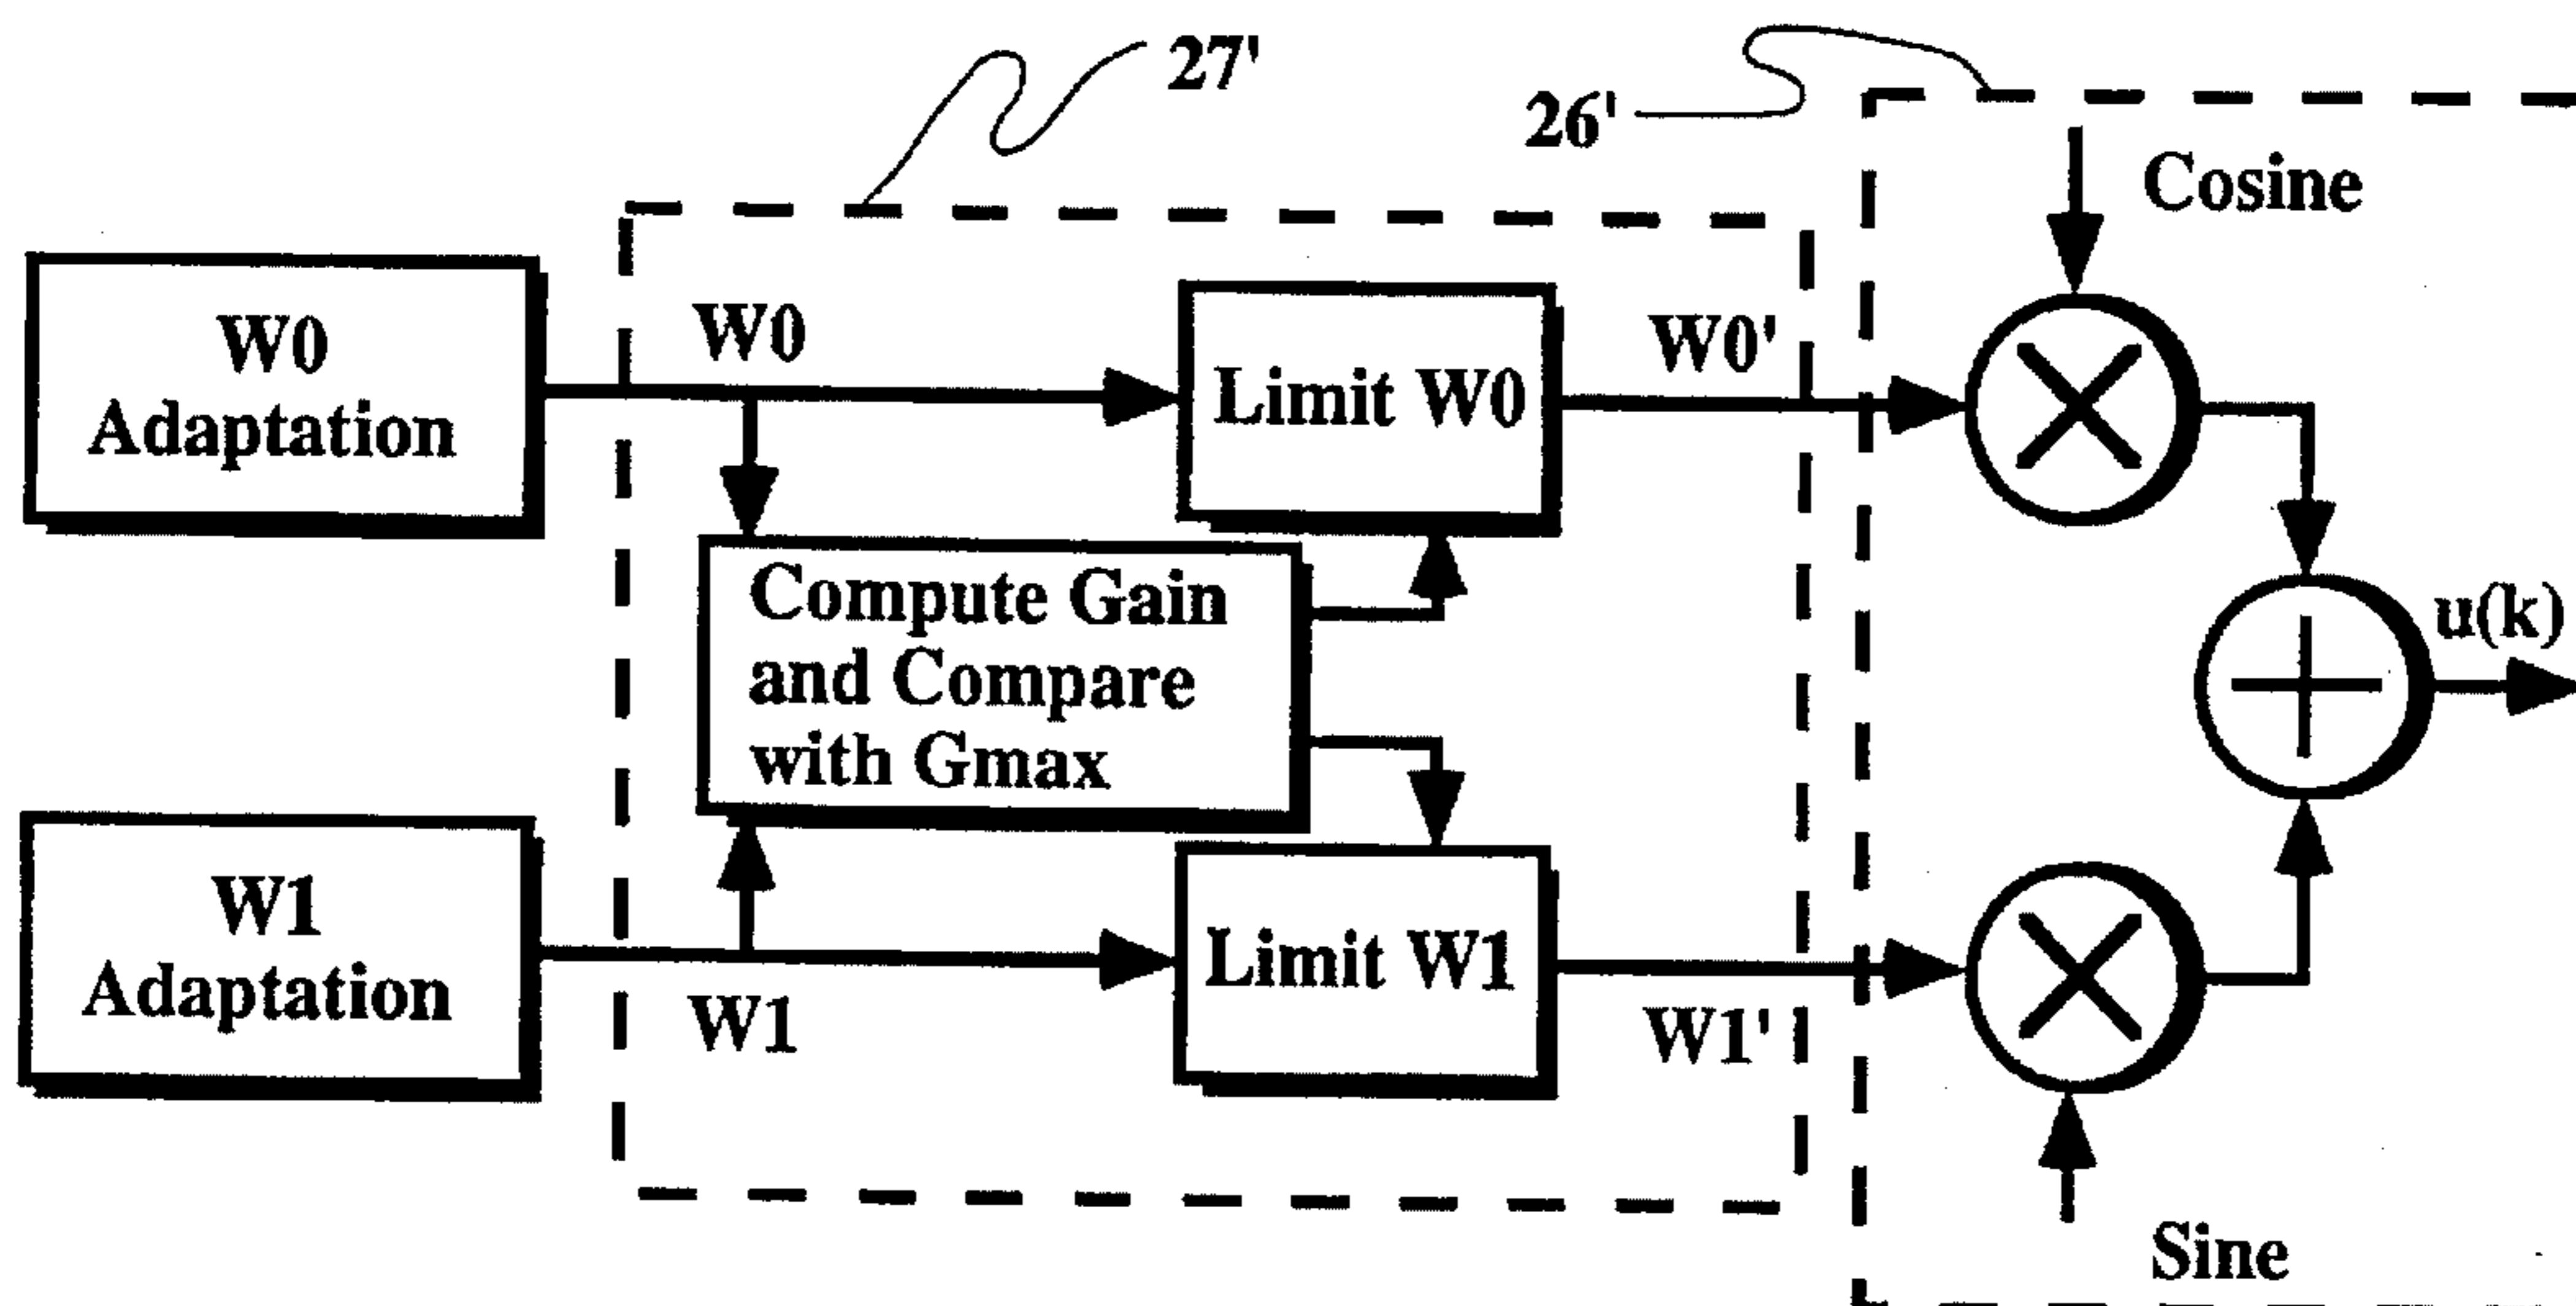 27'
26'
Cosine
W0
Adaptation
W0
Limit W0
W0'
Compute Gain
and Compare
with Gmax
u(k)
W1
Adaptation
W1
Limit W1
W1'
Sine